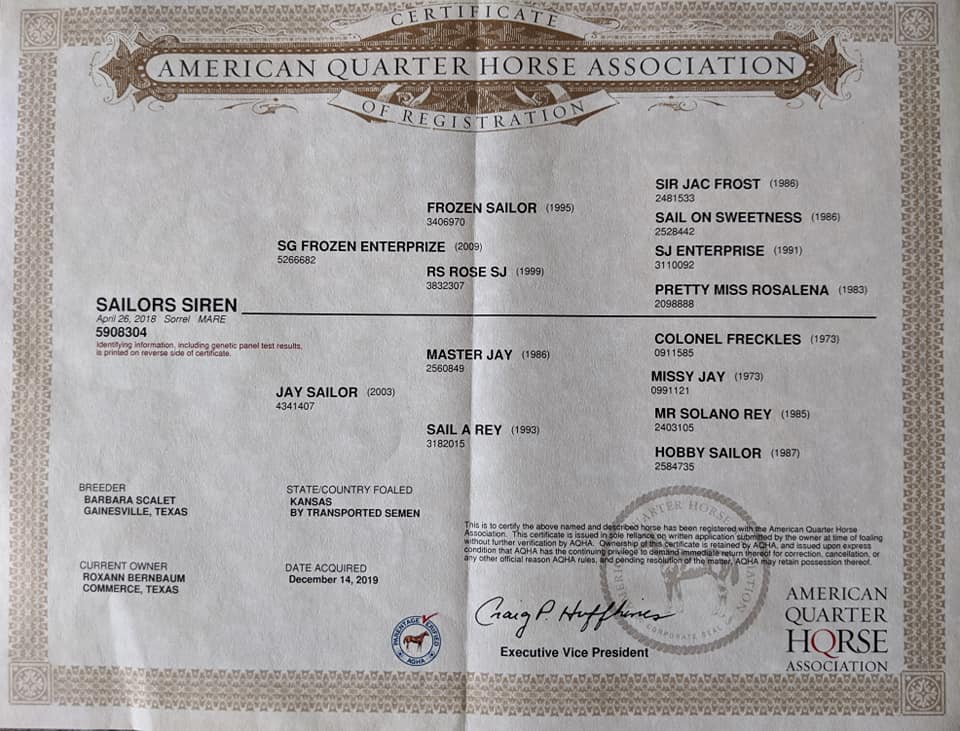 CERTIFICATE
AMERICAN QUARTER HORSE ASSOCIATION
OF REGISTRATION
SIR JAC FROST (1986)
2481533
FROZEN SAILOR (1995)
3406970
SAIL ON SWEETNESS (1986)
2528442
SG FROZEN ENTERPRIZE (2009)
5266682
SJ ENTERPRISE (1991)
3110092
RS ROSE SJ (1999)
3832307
PRETTY MISS ROSALENA (1983)
2098888
SAILORS SIREN
April 26, 2018 Sorrel MARE
5908304
Identifying information, including genetic panel test results,
is printed on reverse side of certificate.
COLONEL FRECKLES (1973)
0911585
MASTER JAY (1986)
2560849
MISSY JAY (1973)
0991121
JAY SAILOR (2003)
4341407
MR SOLANO REY (1985)
2403105
SAIL A REY (1993)
3182015
HOBBY SAILOR (1987)
2584735
BREEDER
BARBARA SCALET
GAINESVILLE, TEXAS
STATE/COUNTRY FOALED
KANSAS
BY TRANSPORTED SEMEN
This is to certify the above named and described horse has been registered with the American Quarter Horse
Association. This certificate is issued in sole reliance on written application submitted by the owner at time of foaling
without further verification by AQHA. Ownership of this certificate is retained by AQHA, and issued upon express
condition that AQHA has the continuing privilege to demand immediate return thereof for correction, cancellation, or
any other official reason AQHA rules, and pending resolution of the matter, AQHA may retain possession thereof.
CURRENT OWNER
ROXANN BERNBAUM
COMMERCE, TEXAS
DATE ACQUIRED
December 14, 2019
PARENTAGE VERIFIED
AQHA
Craig P. Huffhines
Executive Vice President
CORPORATE SEAL
AMERICAN
QUARTER
HORSE
ASSOCIATION